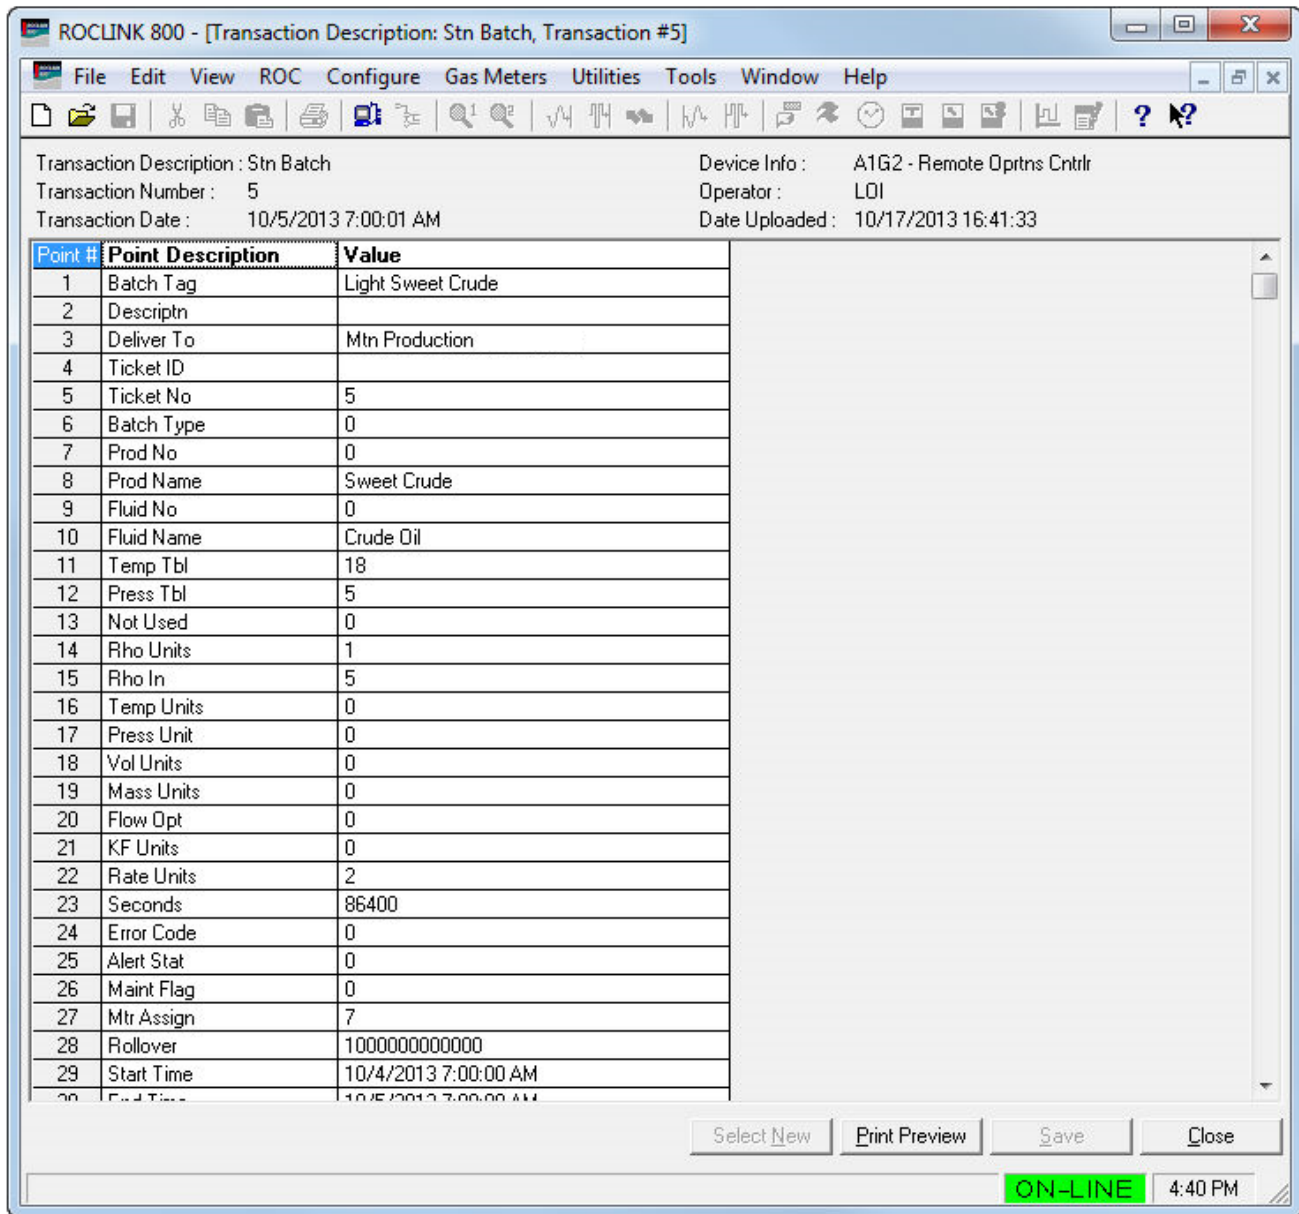 ROCLINK 800 - [Transaction Description: Stn Batch, Transaction #5]
File Edit View ROC Configure Gas Meters Utilities Tools Window Help
Transaction Description : Stn Batch Device Info : A1G2 - Remote Oprtns Cntrlr
Transaction Number : 5 Operator : LOI
Transaction Date : 10/5/2013 7:00:01 AM Date Uploaded : 10/17/2013 16:41:33
Point # Point Description Value
1 Batch Tag Light Sweet Crude
2 Descriptn
3 Deliver To Mtn Production
4 Ticket ID
5 Ticket No 5
6 Batch Type 0
7 Prod No 0
8 Prod Name Sweet Crude
9 Fluid No 0
10 Fluid Name Crude Oil
11 Temp Tbl 18
12 Press Tbl 5
13 Not Used 0
14 Rho Units 1
15 Rho In 5
16 Temp Units 0
17 Press Unit 0
18 Vol Units 0
19 Mass Units 0
20 Flow Opt 0
21 KF Units 0
22 Rate Units 2
23 Seconds 86400
24 Error Code 0
25 Alert Stat 0
26 Maint Flag 0
27 Mtr Assign 7
28 Rollover 1000000000000
29 Start Time 10/4/2013 7:00:00 AM
End Time 10/5/2013 7:00:00 AM
Select New Print Preview Save Close
ON-LINE 4:40 PM